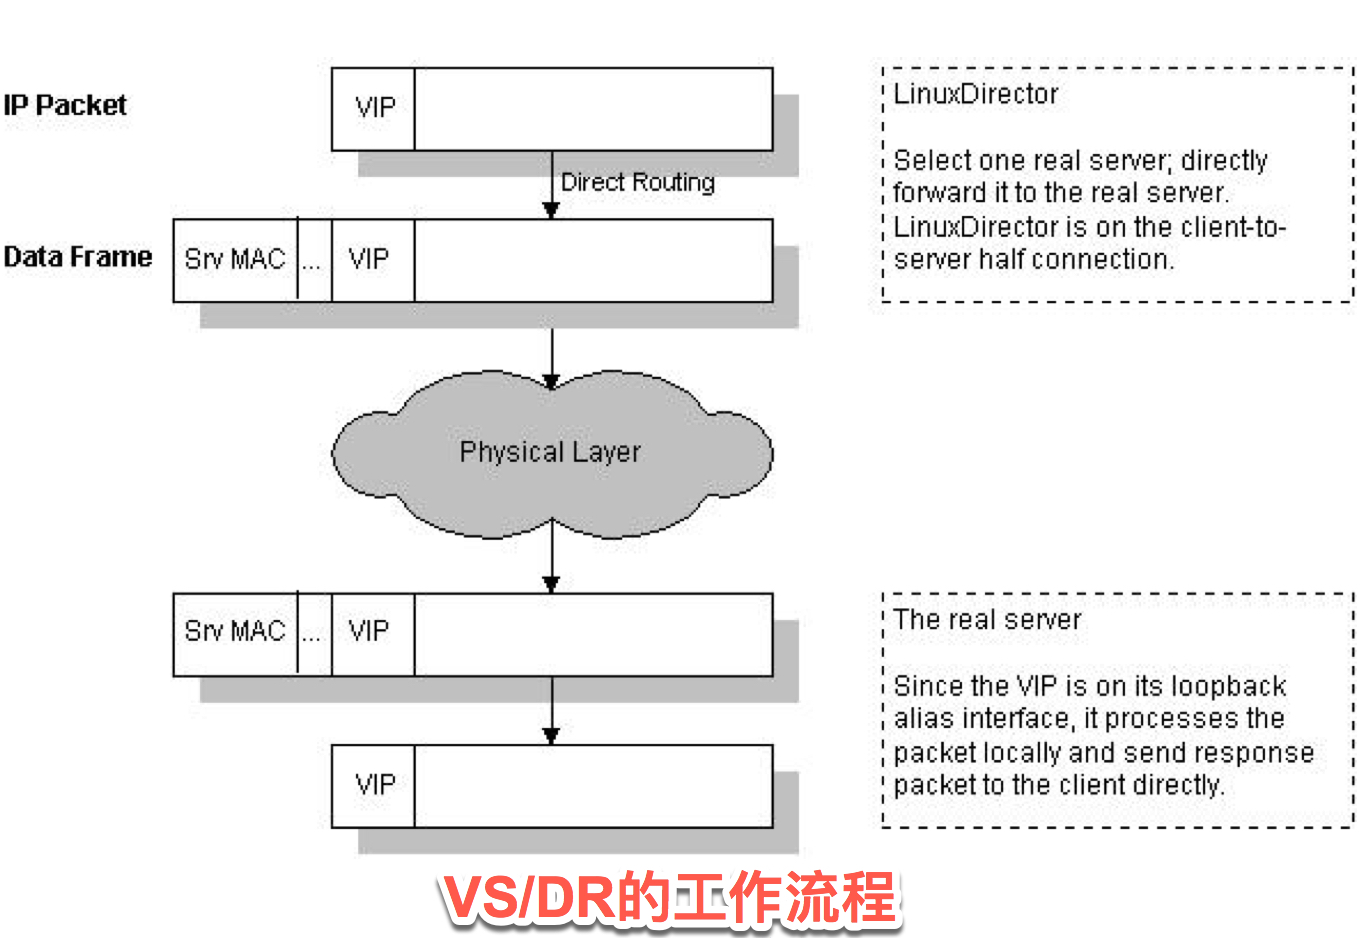 IP Packet
VIP
LinuxDirector
Select one real server; directly
forward it to the real server.
LinuxDirector is on the client-to-
server half connection.
Direct Routing
Data Frame
Srv MAC
...
VIP
Physical Layer
Srv MAC
...
VIP
The real server
Since the VIP is on its loopback
alias interface, it processes the
packet locally and send response
packet to the client directly.
VIP
VS/DR的工作流程